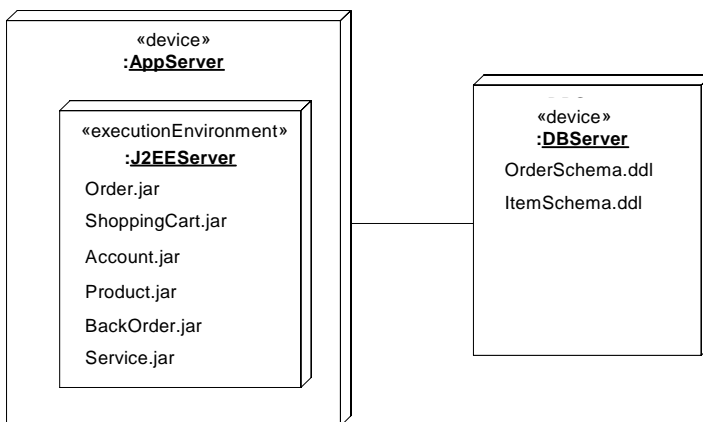 «device»
:AppServer
«executionEnvironment»
:J2EEServer
Order.jar
ShoppingCart.jar
Account.jar
Product.jar
BackOrder.jar
Service.jar
«device»
:DBServer
OrderSchema.ddl
ItemSchema.ddl